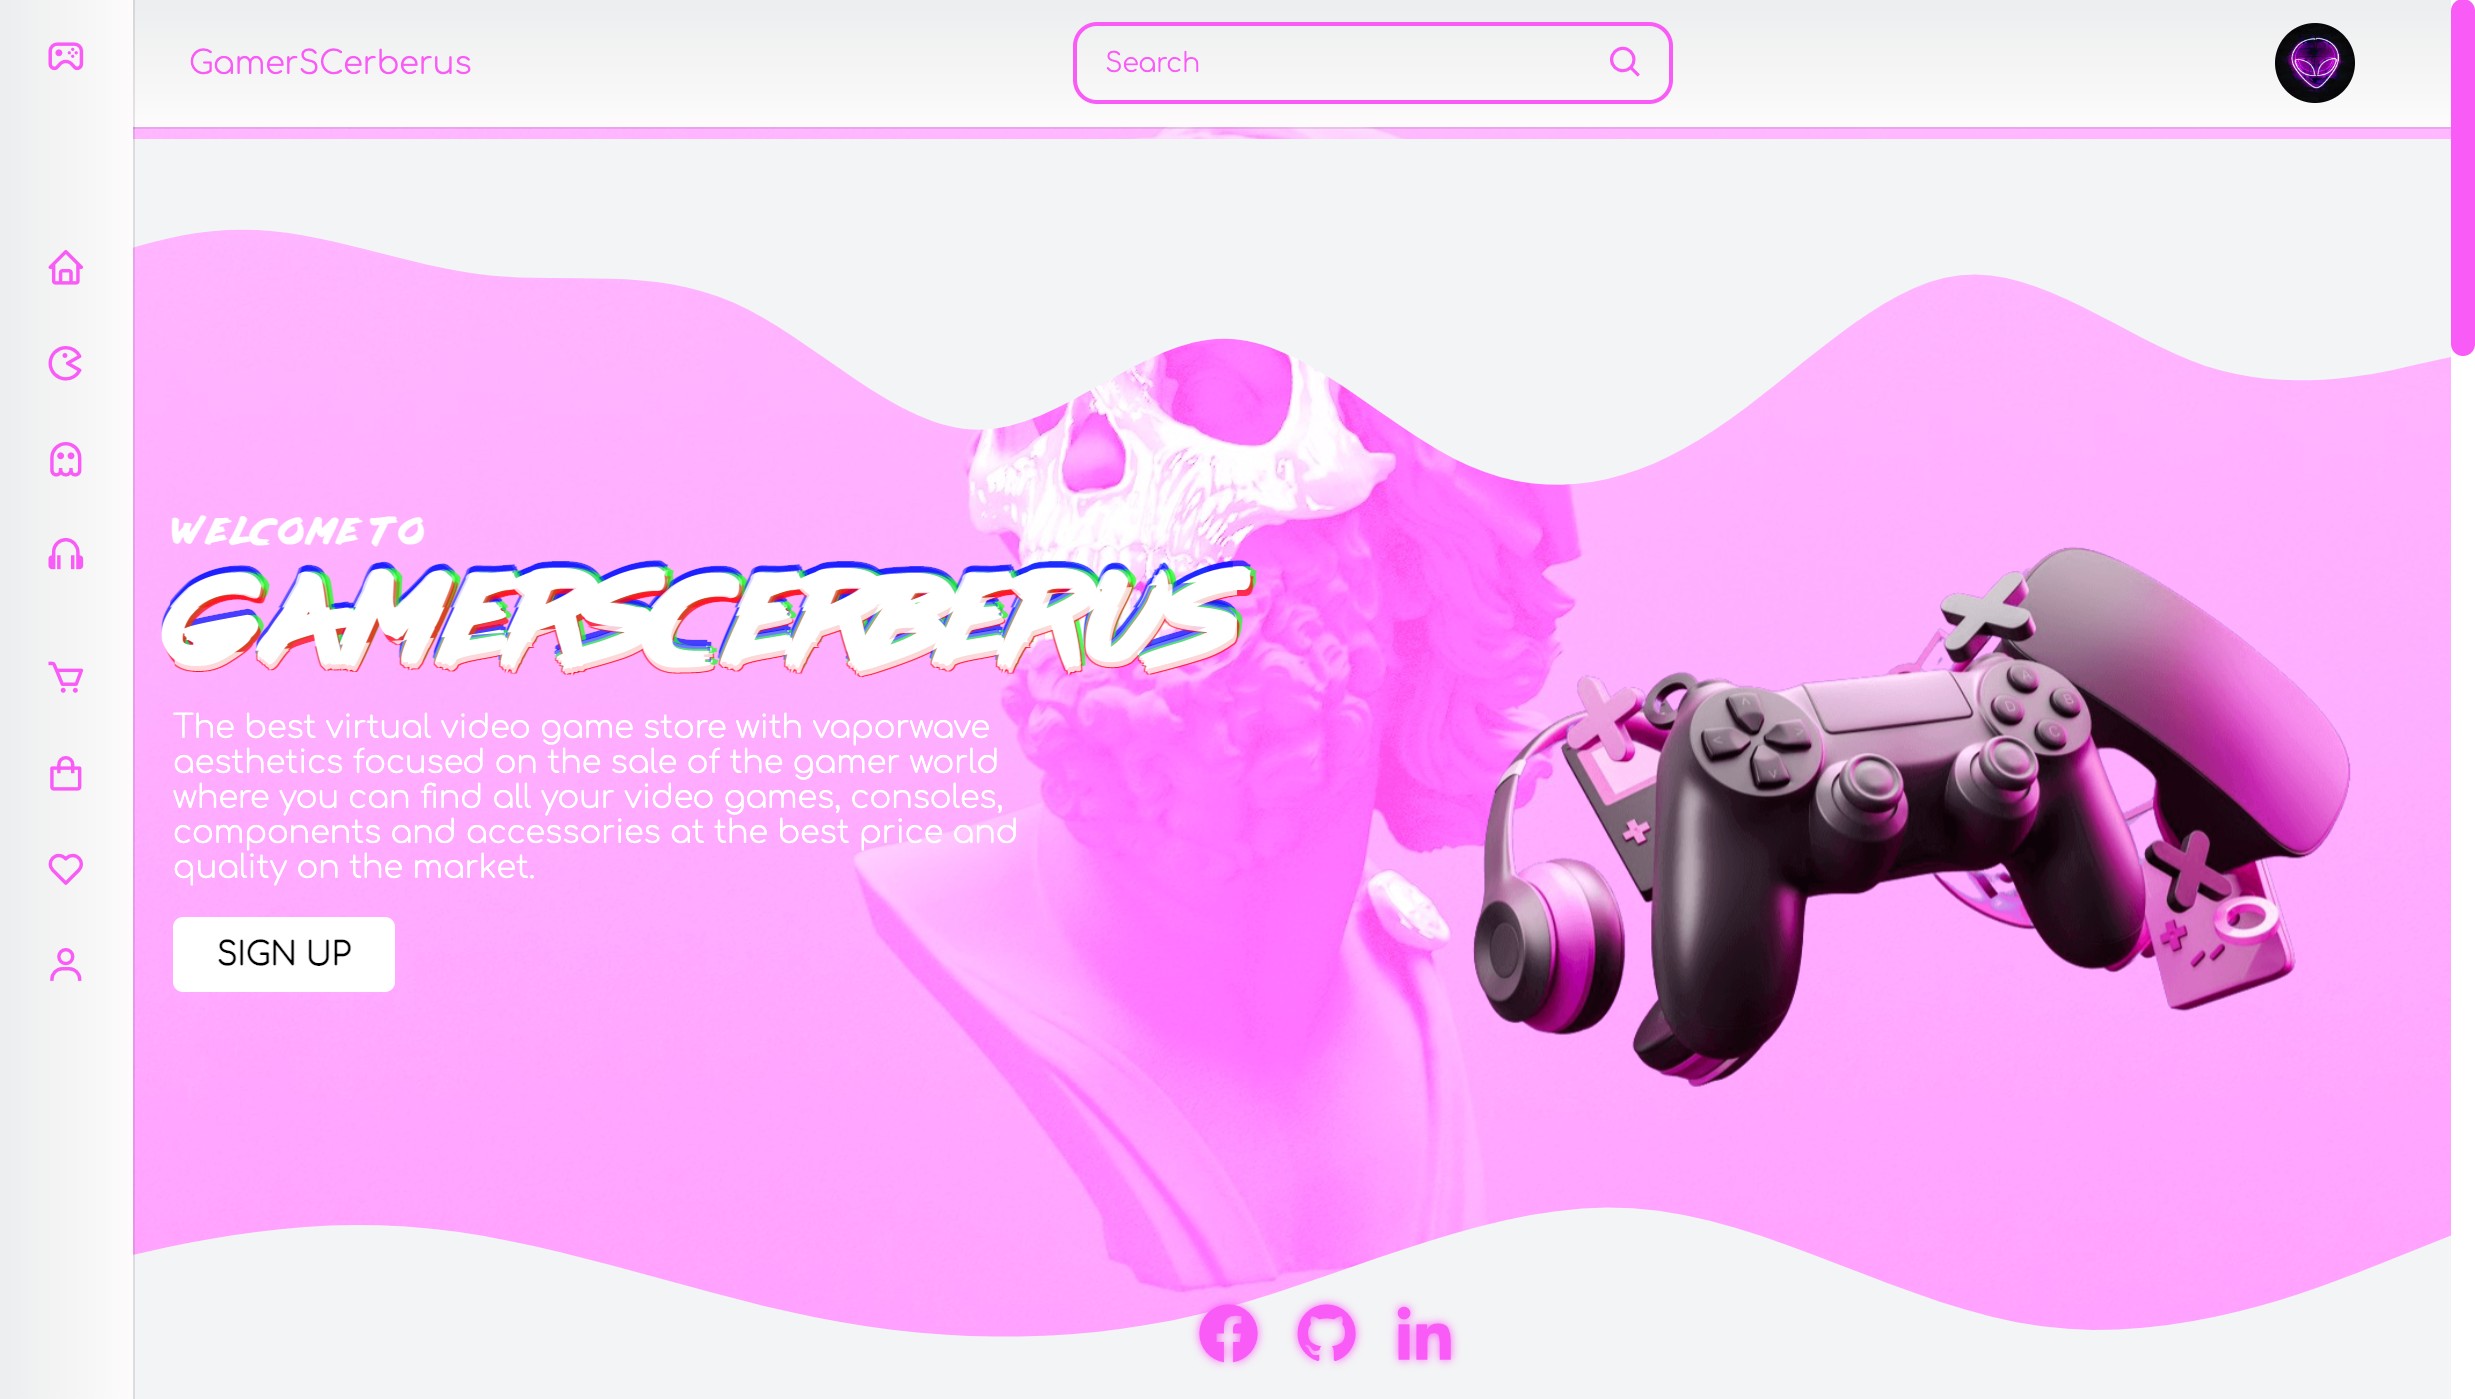 GamerSCerberus
Search
WELCOME TO
GAMERSCERBERUS
The best virtual video game store with vaporwave
aesthetics focused on the sale of the gamer world
where you can find all your video games, consoles,
components and accessories at the best price and
quality on the market.
SIGN UP